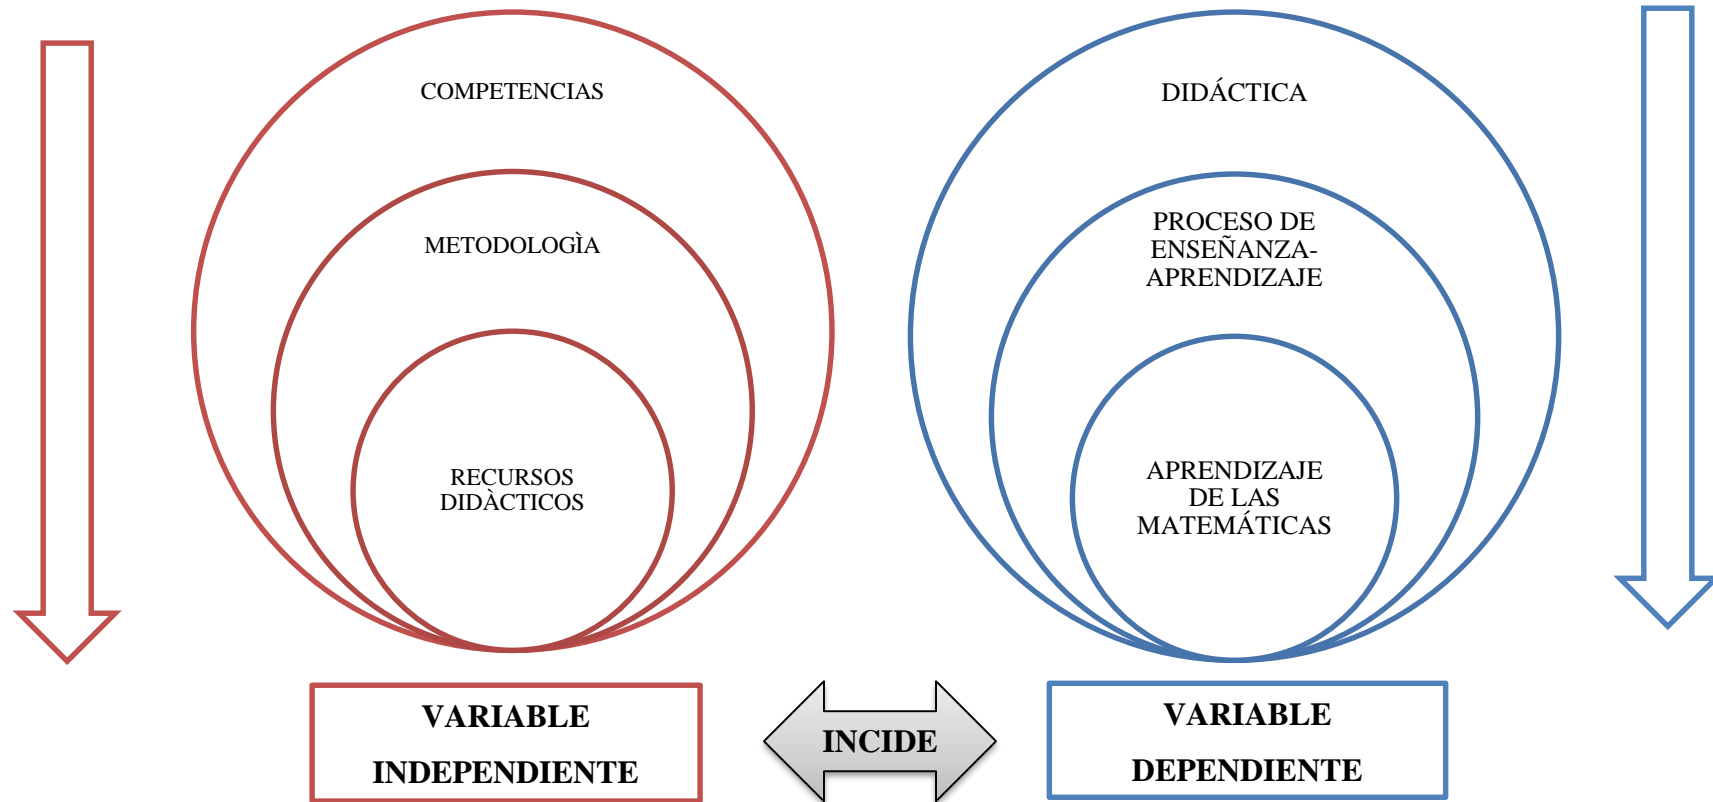 COMPETENCIAS
METODOLOGÌA
RECURSOS
DIDÀCTICOS
DIDÁCTICA
PROCESO DE
ENSEÑANZA-
APRENDIZAJE
APRENDIZAJE
DE LAS
MATEMÁTICAS
VARIABLE
INDEPENDIENTE
INCIDE
VARIABLE
DEPENDIENTE